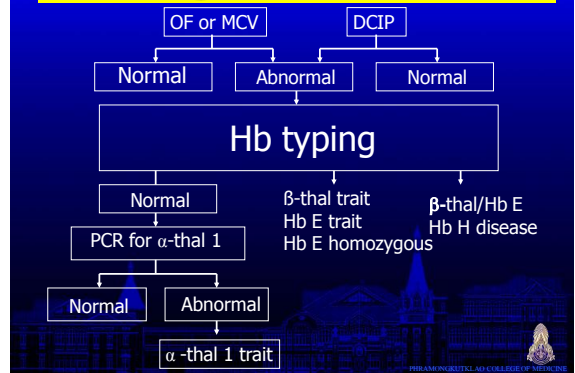 OF or MCV
DCIP
Normal
Abnormal
Normal
Hb typing
Normal
ß-thal trait
Hb E trait
Hb E homozygous
β-thal/Hb E
Hb H disease
PCR for α-thal 1
Normal
Abnormal
α -thal 1 trait
PHRAMONGKUTKLAO COLLEGE OF MEDICINE